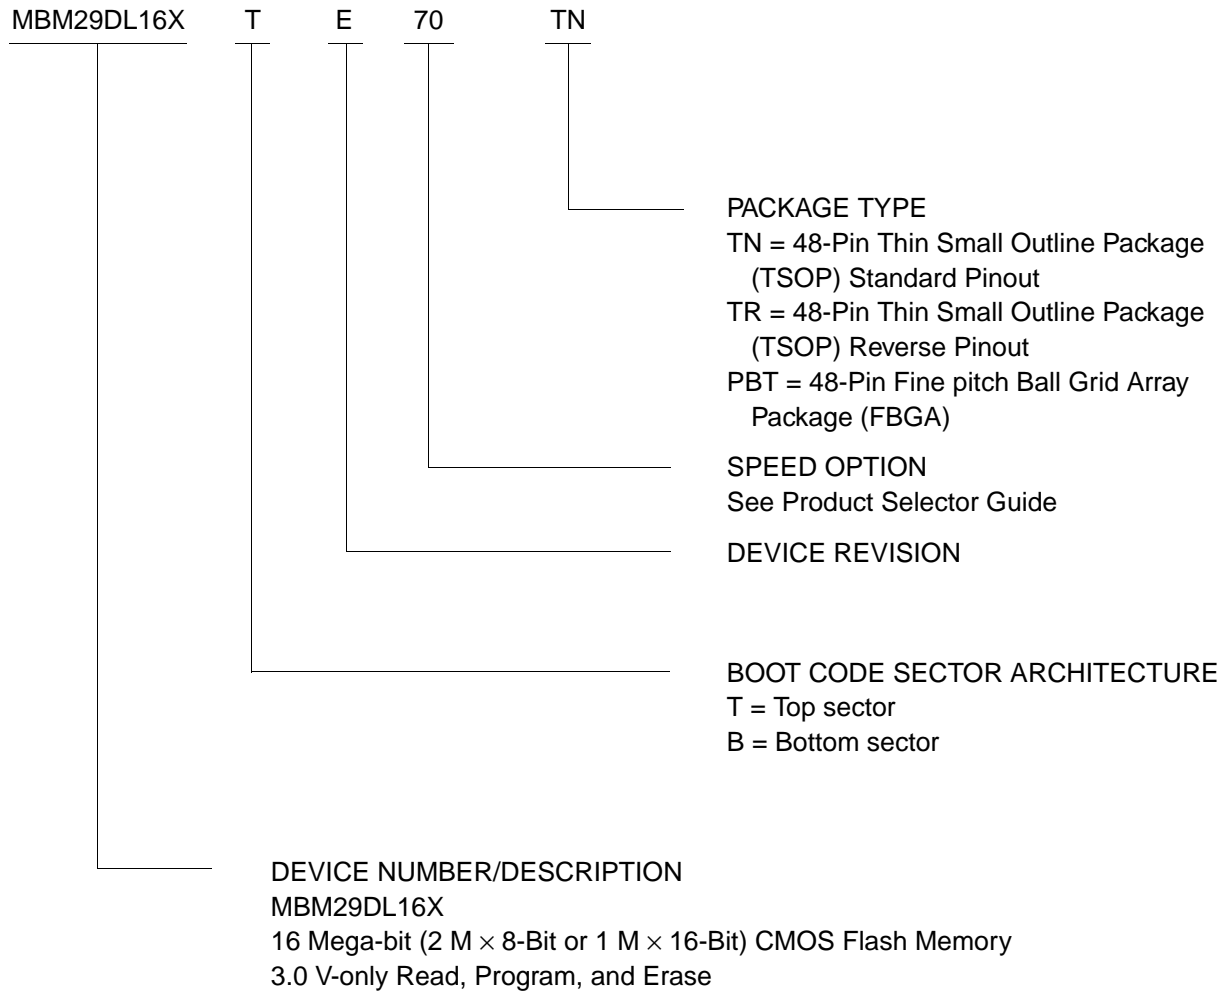 MBM29DL16X T E 70 TN
PACKAGE TYPE
TN = 48-Pin Thin Small Outline Package
(TSOP) Standard Pinout
TR = 48-Pin Thin Small Outline Package
(TSOP) Reverse Pinout
PBT = 48-Pin Fine pitch Ball Grid Array
Package (FBGA)
SPEED OPTION
See Product Selector Guide
DEVICE REVISION
BOOT CODE SECTOR ARCHITECTURE
T = Top sector
B = Bottom sector
DEVICE NUMBER/DESCRIPTION
MBM29DL16X
16 Mega-bit (2 M × 8-Bit or 1 M × 16-Bit) CMOS Flash Memory
3.0 V-only Read, Program, and Erase